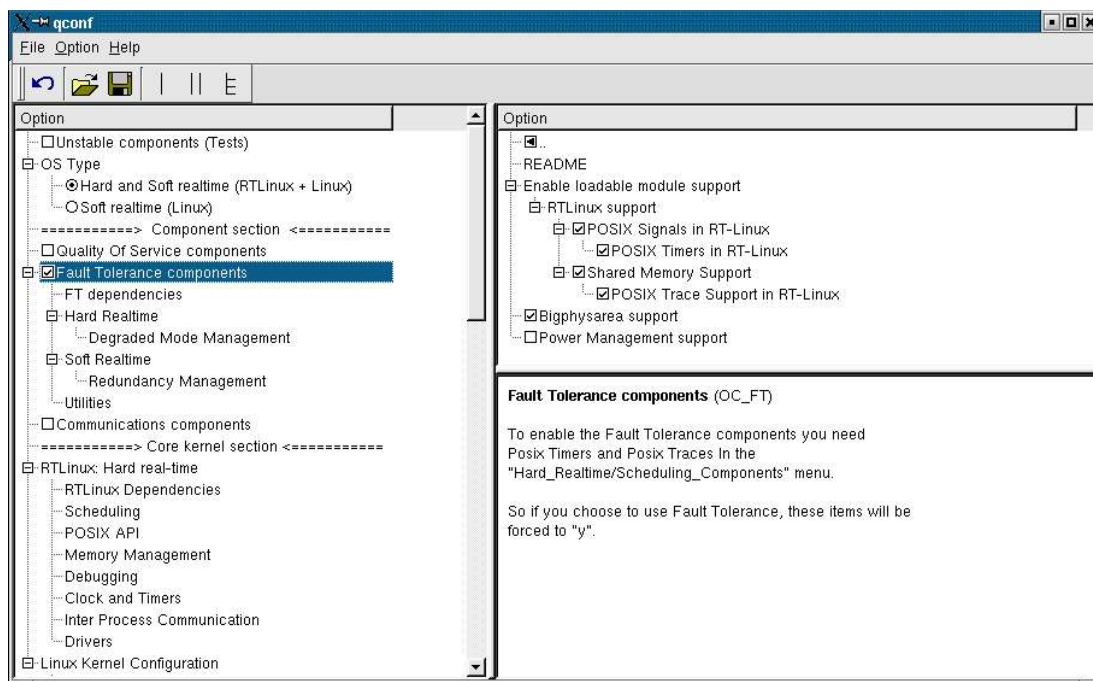 qconf
File Option Help
Option
Unstable components (Tests)
OS Type
Hard and Soft realtime (RTLinux + Linux)
Soft realtime (Linux)
===========> Component section <===========
Quality Of Service components
Fault Tolerance components
FT dependencies
Hard Realtime
Degraded Mode Management
Soft Realtime
Redundancy Management
Utilities
Communications components
===========> Core kernel section <===========
RTLinux: Hard real-time
RTLinux Dependencies
Scheduling
POSIX API
Memory Management
Debugging
Clock and Timers
Inter Process Communication
Drivers
Linux Kernel Configuration
Option
..
README
Enable loadable module support
RTLinux support
POSIX Signals in RT-Linux
POSIX Timers in RT-Linux
Shared Memory Support
POSIX Trace Support in RT-Linux
Bigphysarea support
Power Management support
Fault Tolerance components (OC_FT)
To enable the Fault Tolerance components you need
Posix Timers and Posix Traces In the
"Hard_Realtime/Scheduling_Components" menu.
So if you choose to use Fault Tolerance, these items will be
forced to "y".